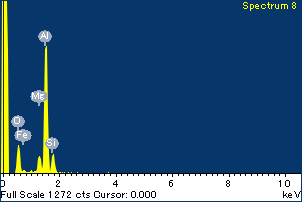 Spectrum 8
Al
Mg
O
Fe
Si
0 2 4 6 8 10
Full Scale 1272 cts Cursor: 0.000 keV